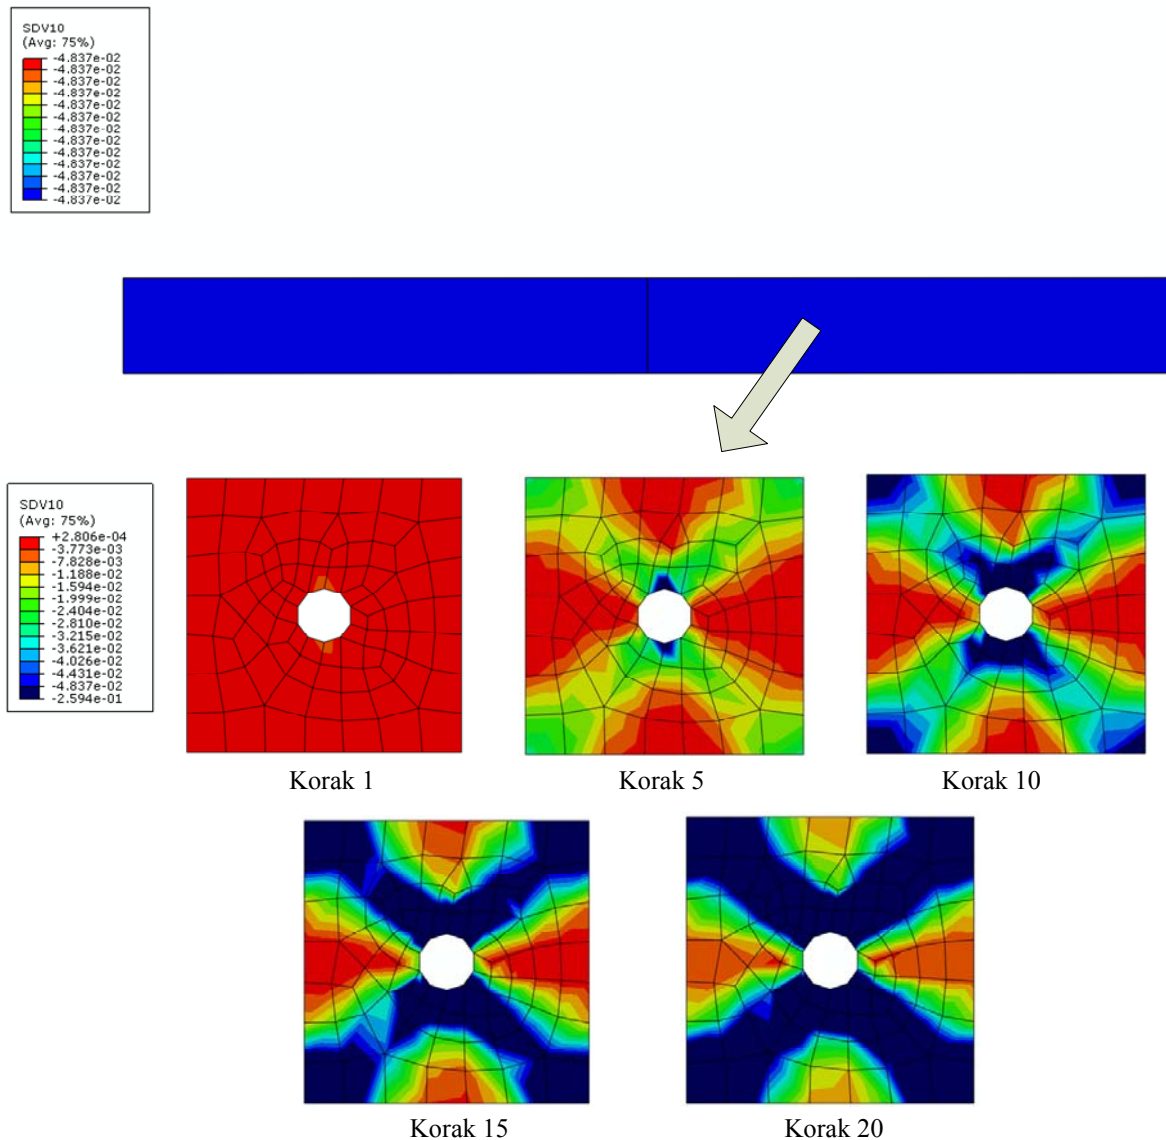 SDV10
(Avg: 75%)
-4.837e-02
-4.837e-02
-4.837e-02
-4.837e-02
-4.837e-02
-4.837e-02
-4.837e-02
-4.837e-02
-4.837e-02
-4.837e-02
-4.837e-02
-4.837e-02
-4.837e-02
SDV10
(Avg: 75%)
+2.806e-04
-3.773e-03
-7.828e-03
-1.188e-02
-1.594e-02
-1.999e-02
-2.404e-02
-2.810e-02
-3.215e-02
-3.621e-02
-4.026e-02
-4.431e-02
-4.837e-02
-2.594e-01
Korak 1
Korak 5
Korak 10
Korak 15
Korak 20